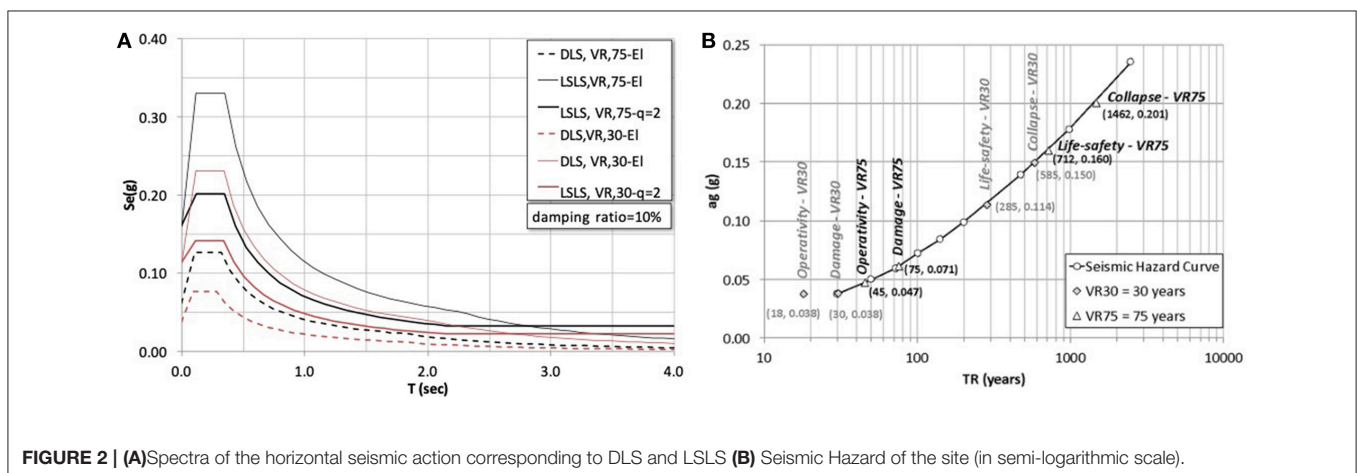 A
0.40
0.30
0.20
0.10
0.00
Se(g)
0.0
1.0
2.0
3.0
4.0
T (sec)
DLS, VR,75-El
LSLS,VR,75-El
LSLS, VR,75-q=2
DLS,VR,30-El
DLS, VR,30-El
LSLS, VR,30-q=2
damping ratio=10%
B
0.25
0.20
0.15
0.10
0.05
0.00
ag (g)
10
100
1000
10000
TR (years)
Operativity - VR30
Damage - VR30
Operativity - VR75
Damage - VR75
Life-safety - VR30
Collapse - VR30
Collapse - VR75
(1462, 0.201)
Life-safety - VR75
(712, 0.160)
(585, 0.150)
(285, 0.114)
(75, 0.071)
(45, 0.047)
(18, 0.038)
(30, 0.038)
Seismic Hazard Curve
VR30 = 30 years
VR75 = 75 years
FIGURE 2 | (A)Spectra of the horizontal seismic action corresponding to DLS and LSLS (B) Seismic Hazard of the site (in semi-logarithmic scale).